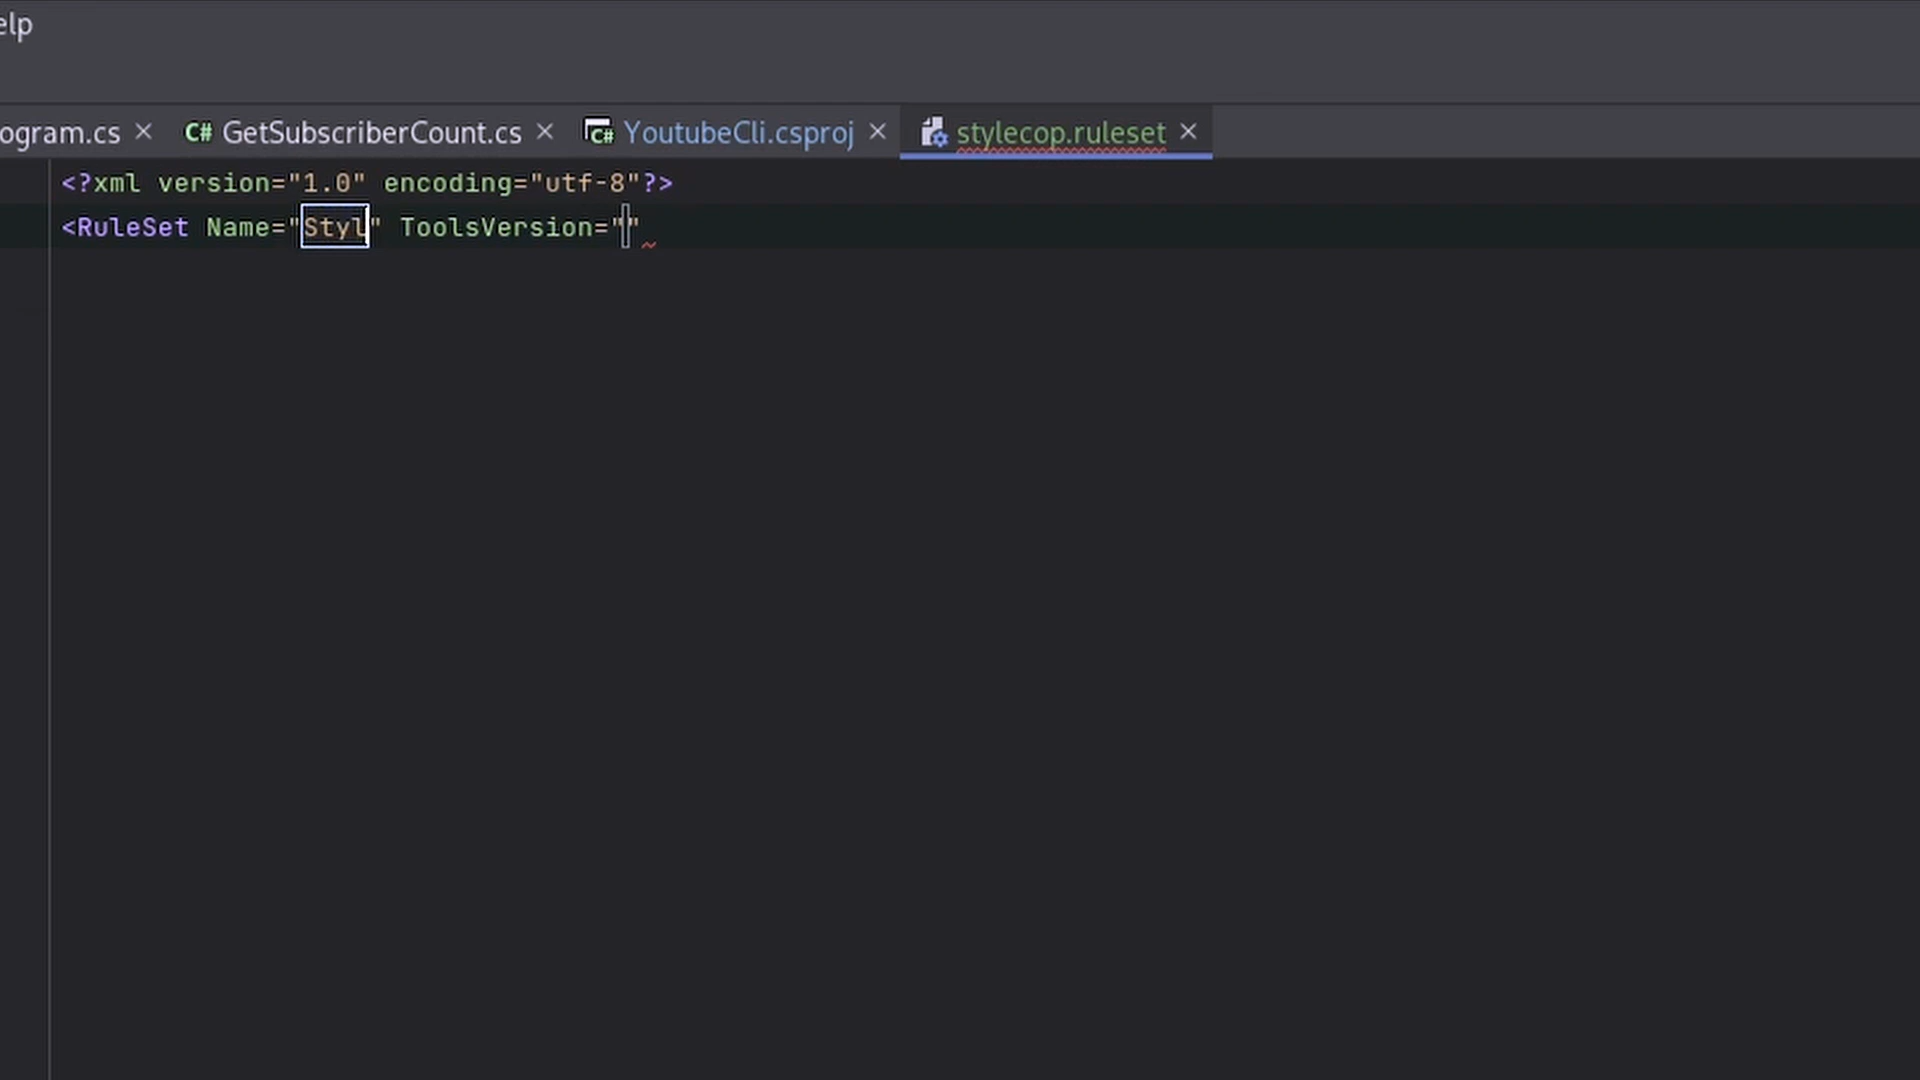 elp
ogram.cs × C# GetSubscriberCount.cs × C# YoutubeCli.csproj × stylecop.ruleset ×
<?xml version="1.0" encoding="utf-8"?>
<RuleSet Name="Styl" ToolsVersion=""